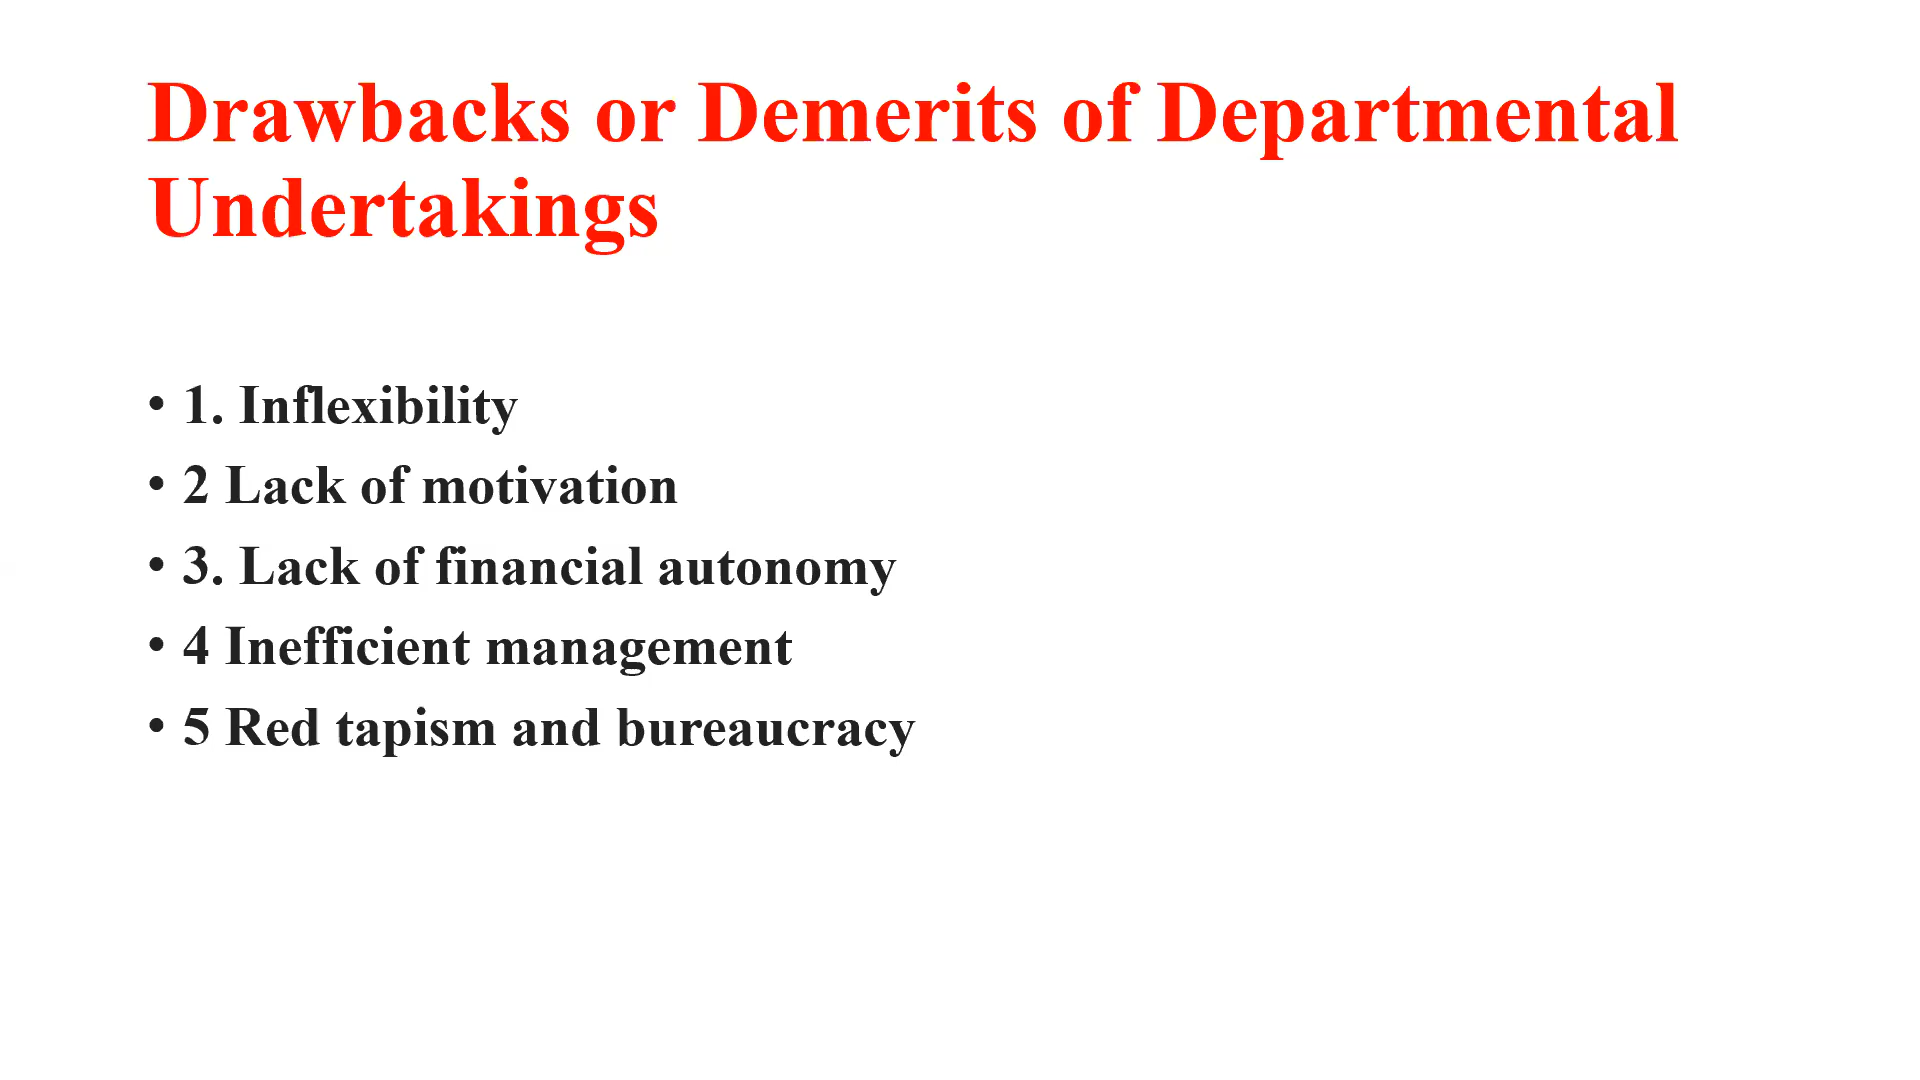 Drawbacks or Demerits of Departmental
Undertakings
• 1. Inflexibility
• 2 Lack of motivation
• 3. Lack of financial autonomy
• 4 Inefficient management
• 5 Red tapism and bureaucracy